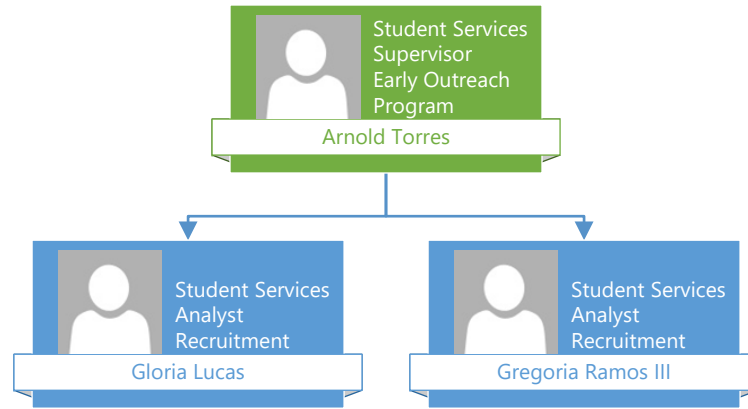 Student Services
Supervisor
Early Outreach
Program
Arnold Torres
Student Services
Analyst
Recruitment
Gloria Lucas
Student Services
Analyst
Recruitment
Gregoria Ramos III